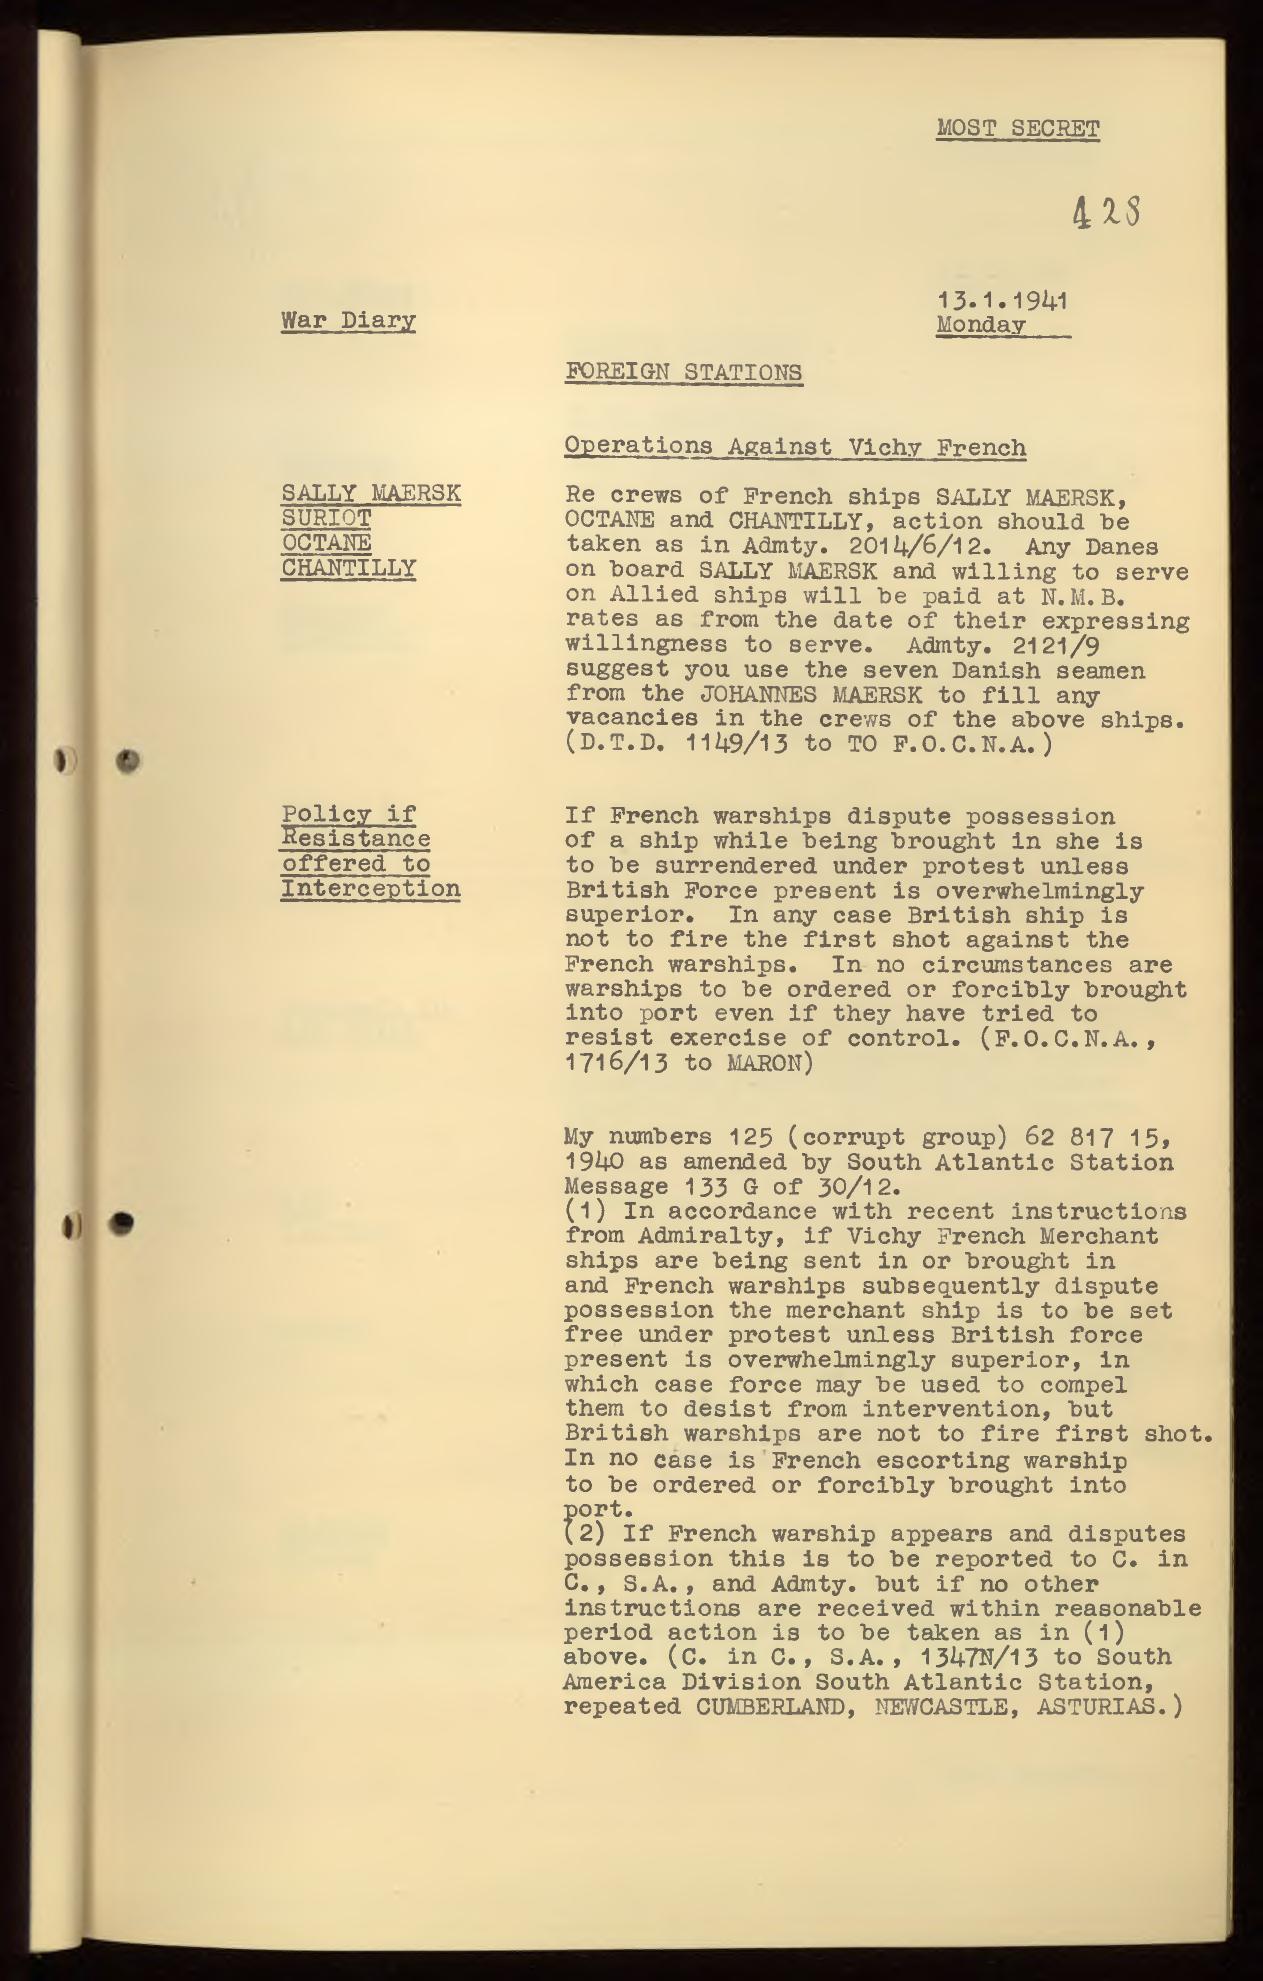 MOST SECRET
428
13.1.1941
War Diary
Monday
FOREIGN STATIONS
Operations Against Vichy French
SALLY MAERSK
SURIOT
OCTANE
CHANTILLY
Re crews of French ships SALLY MAERSK,
OCTANE and CHANTILLY, action should be
taken as in Admty. 2014/6/12. Any Danes
on board SALLY MAERSK and willing to serve
on Allied ships will be paid at N.M.B.
rates as from the date of their expressing
willingness to serve. Admty. 2121/9
suggest you use the seven Danish seamen
from the JOHANNES MAERSK to fill any
vacancies in the crews of the above ships.
(D.T.D. 1149/13 to TO F.O.C.N.A.)
Policy if
Resistance
offered to
Interception
If French warships dispute possession
of a ship while being brought in she is
to be surrendered under protest unless
British Force present is overwhelmingly
superior. In any case British ship is
not to fire the first shot against the
French warships. In no circumstances are
warships to be ordered or forcibly brought
into port even if they have tried to
resist exercise of control. (F.O.C.N.A.,
1716/13 to MARON)
My numbers 125 (corrupt group) 62 817 15,
1940 as amended by South Atlantic Station
Message 133 G of 30/12.
(1) In accordance with recent instructions
from Admiralty, if Vichy French Merchant
ships are being sent in or brought in
and French warships subsequently dispute
possession the merchant ship is to be set
free under protest unless British force
present is overwhelmingly superior, in
which case force may be used to compel
them to desist from intervention, but
British warships are not to fire first shot.
In no case is French escorting warship
to be ordered or forcibly brought into
port.
(2) If French warship appears and disputes
possession this is to be reported to C. in
C., S.A., and Admty. but if no other
instructions are received within reasonable
period action is to be taken as in (1)
above. (C. in C., S.A., 1347N/13 to South
America Division South Atlantic Station,
repeated CUMBERLAND, NEWCASTLE, ASTURIAS.)